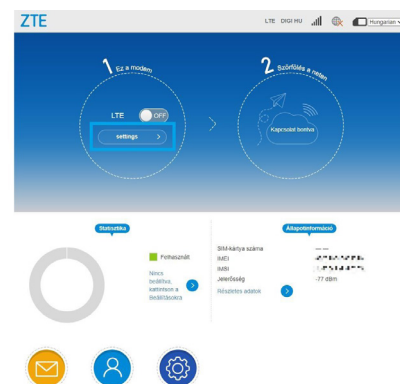 ZTE
LTE DIGI HU
Hungarian
1 Ez a modem
2 Szörfölés a neten
LTE OFF
settings >
>
Kapcsolat bontva
Statisztika
Állapotinformáció
Felhasznált
Nincs
beállítva,
kattintson a
Beállításokra
SIM-kártya száma — —
IMEI
IMSI
Jelerősség -77 dBm
Részletes adatok